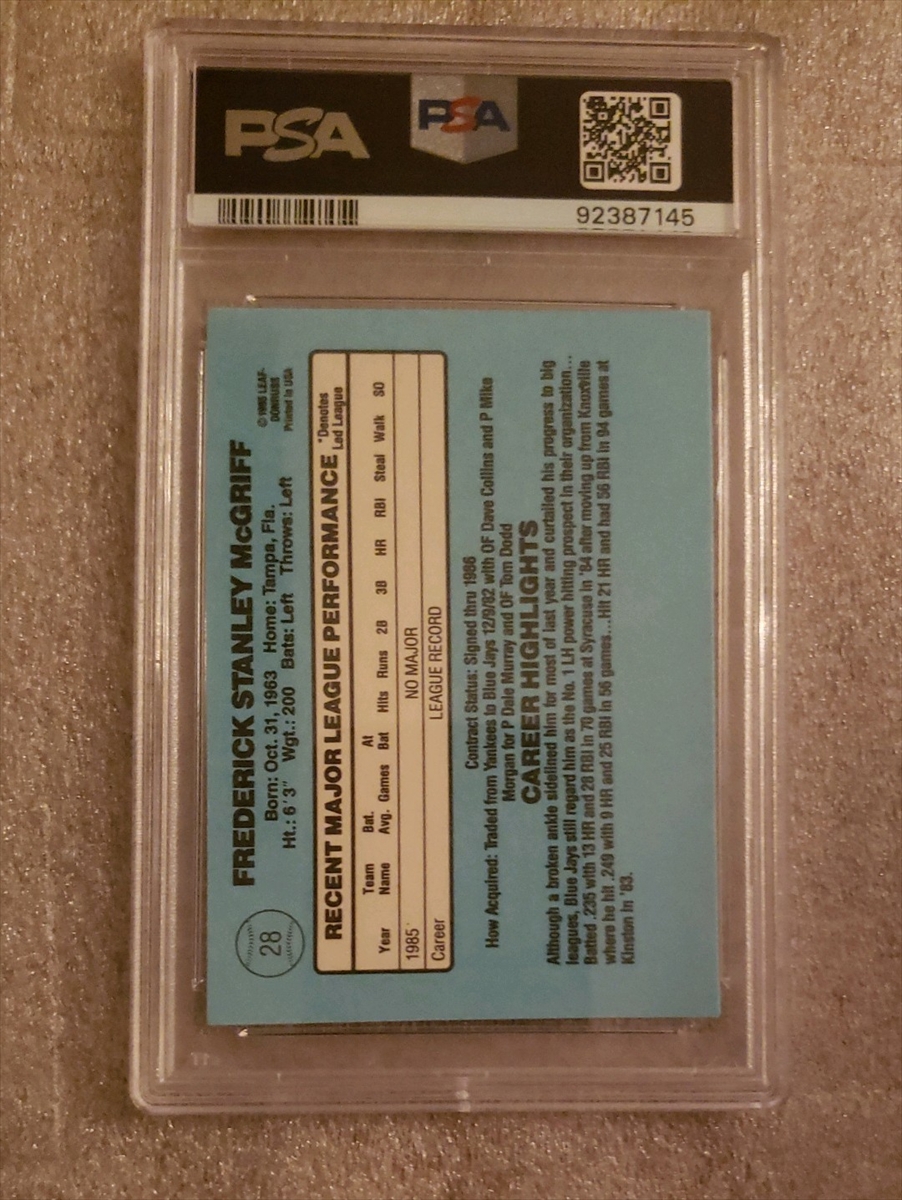 PSA
PSA
92387145
28
FREDERICK STANLEY McGRIFF
Born: Oct. 31, 1963 Home: Tampa, Fla.
Ht.: 6'3" Wgt.: 200 Bats: Left Throws: Left
© 1985 LEAF-
DONRUSS
Printed in USA
RECENT MAJOR LEAGUE PERFORMANCE
*Denotes
Led League
Year Team Name Bat. Avg. Games At Bat Hits Runs 2B 3B HR RBI Steal Walk SO
1985 NO MAJOR
Career LEAGUE RECORD
Contract Status: Signed thru 1986
How Acquired: Traded from Yankees to Blue Jays 12/9/82 with OF Dave Collins and P Mike
Morgan for P Dale Murray and OF Tom Dodd
CAREER HIGHLIGHTS
Although a broken ankle sidelined him for most of last year and curtailed his progress to big
leagues, Blue Jays still regard him as the No. 1 LH power hitting prospect in their organization...
Batted .235 with 13 HR and 28 RBI in 70 games at Syracuse in '84 after moving up from Knoxville
where he hit .249 with 9 HR and 25 RBI in 56 games...Hit 21 HR and had 56 RBI in 94 games at
Kinston in '83.